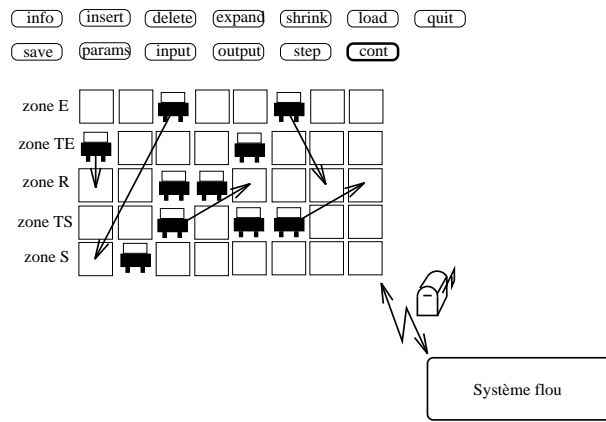 info insert delete expand shrink load quit
save params input output step cont
zone E
zone TE
zone R
zone TS
zone S
Système flou